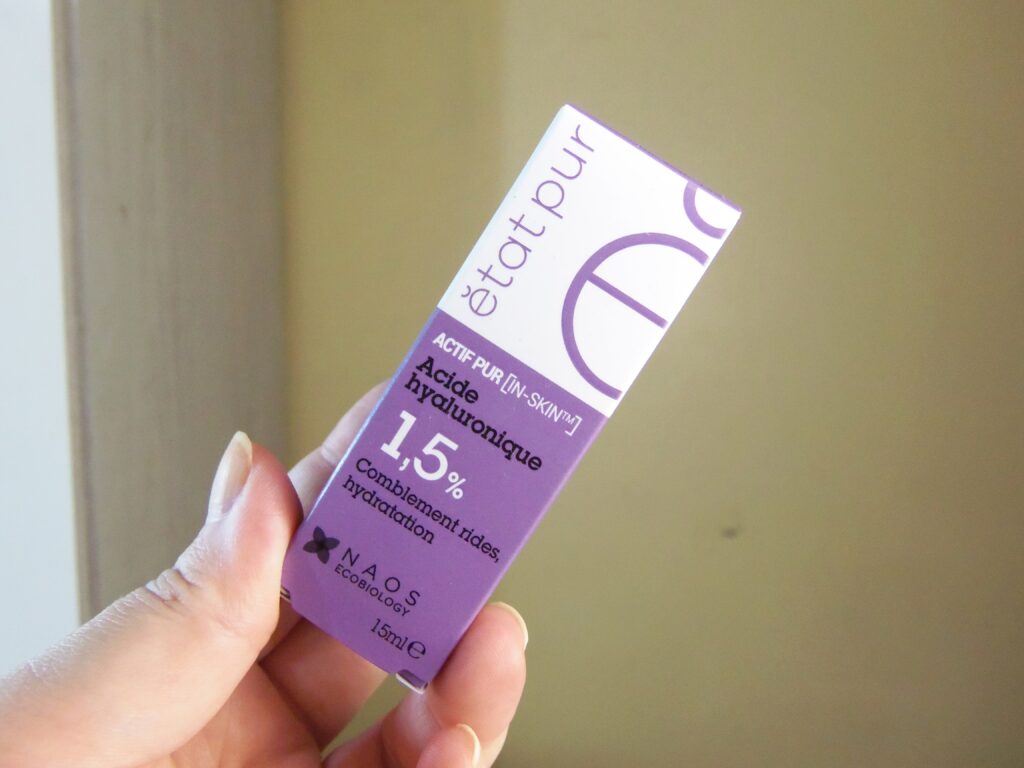 état pur
ACTIF PUR [IN-SKIN™]
Acide
hyaluronique
1,5%
Comblement rides,
hydratation
NAOS
ECOBIOLOGY
15ml℮